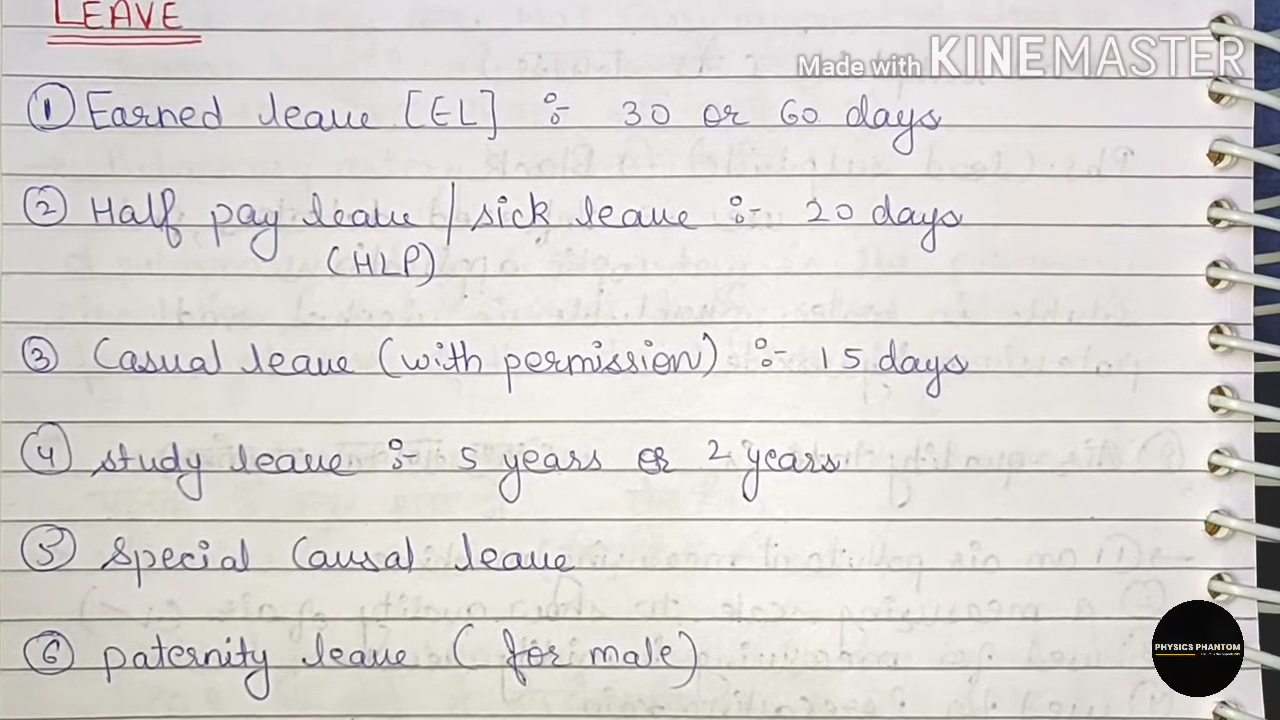 LEAVE
Made with KINEMASTER
① Earned leave [EL] :- 30 or 60 days
② Half pay leave / sick leave :- 20 days
(HLP)
③ Casual leave (with permission) :- 15 days
④ study leave :- 5 years or 2 years
⑤ special Causal leave
⑥ paternity leave ( for male)
PHYSICS PHANTOM